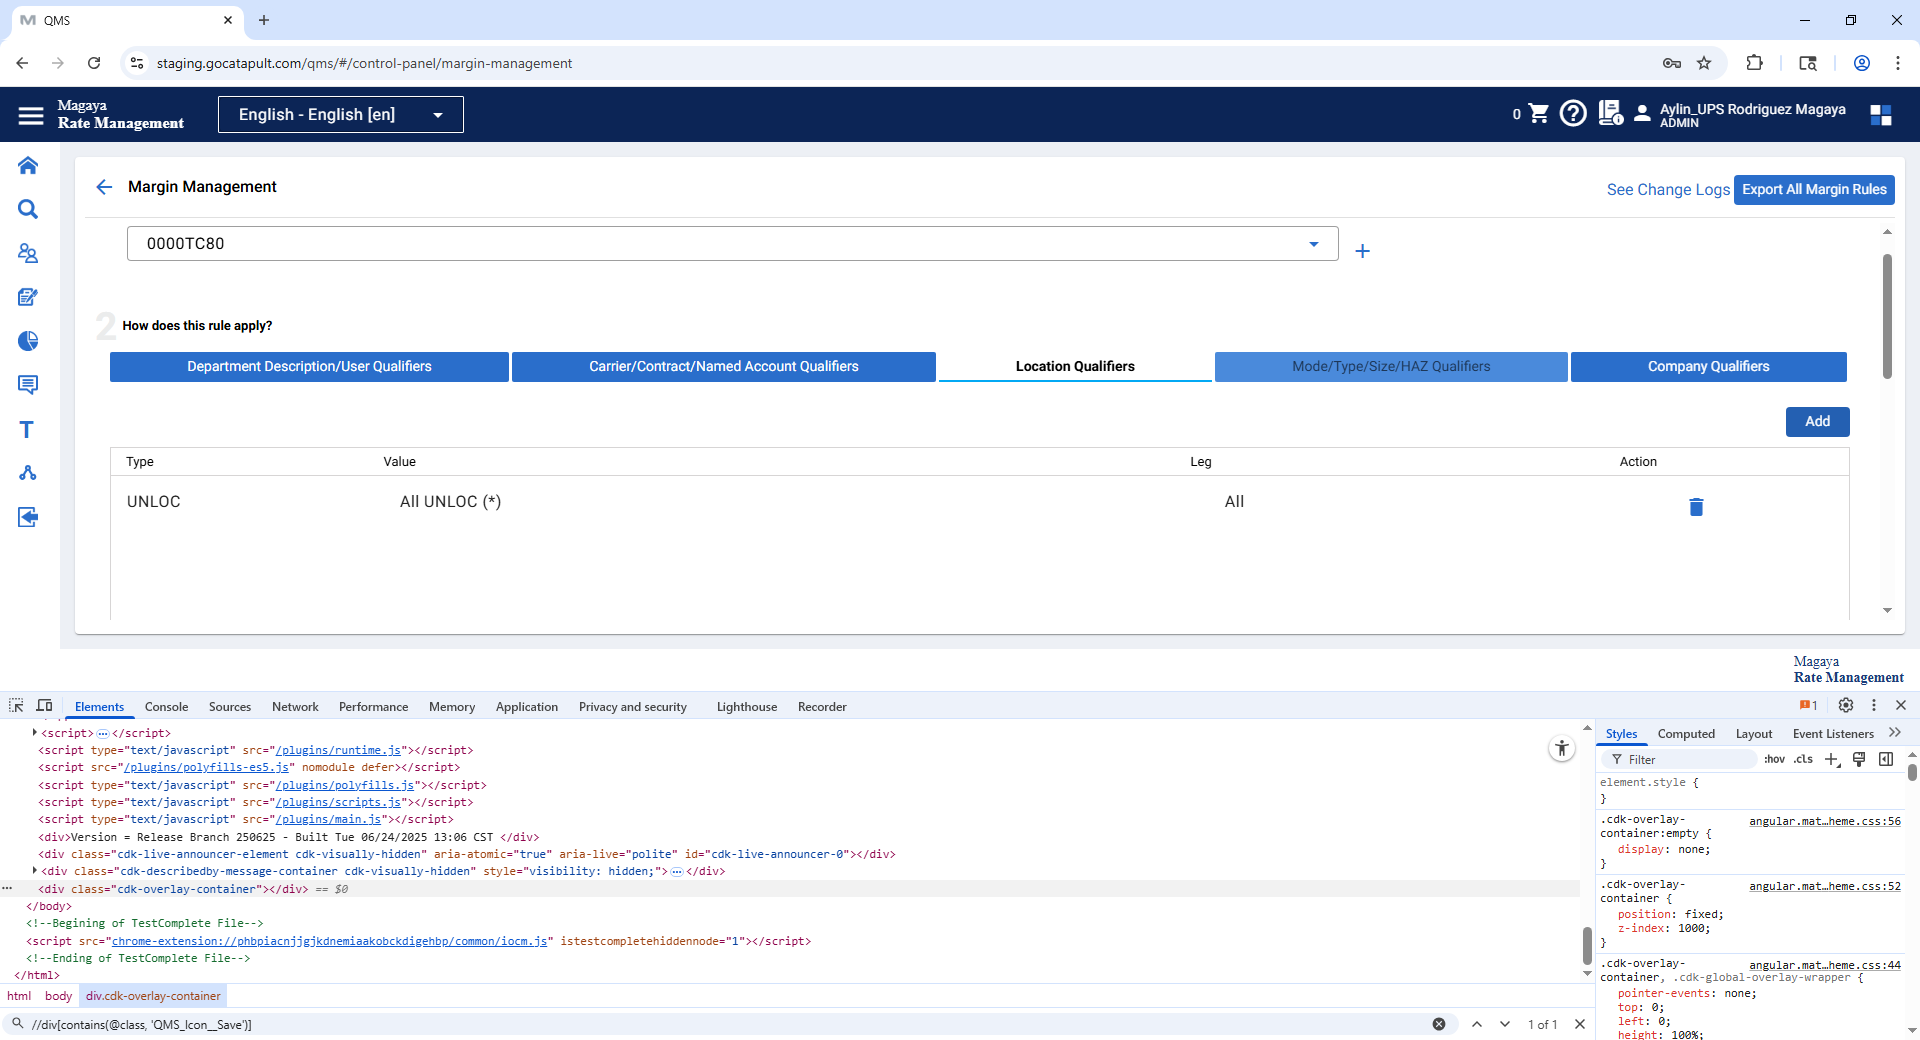 QMS
staging.gocatapult.com/qms/#/control-panel/margin-management
Magaya
Rate Management
English - English [en]
0
Aylin_UPS Rodriguez Magaya
ADMIN
Margin Management
See Change Logs
Export All Margin Rules
0000TC80
2 How does this rule apply?
Department Description/User Qualifiers
Carrier/Contract/Named Account Qualifiers
Location Qualifiers
Mode/Type/Size/HAZ Qualifiers
Company Qualifiers
Add
Type Value Leg Action
UNLOC All UNLOC (*) All
Magaya
Rate Management
Elements Console Sources Network Performance Memory Application Privacy and security Lighthouse Recorder
1
<script> ⋯ </script>
<script type="text/javascript" src="/plugins/runtime.js"></script>
<script src="/plugins/polyfills-es5.js" nomodule defer></script>
<script type="text/javascript" src="/plugins/polyfills.js"></script>
<script type="text/javascript" src="/plugins/scripts.js"></script>
<script type="text/javascript" src="/plugins/main.js"></script>
<div>Version = Release Branch 250625 - Built Tue 06/24/2025 13:06 CST </div>
<div class="cdk-live-announcer-element cdk-visually-hidden" aria-atomic="true" aria-live="polite" id="cdk-live-announcer-0"></div>
<div class="cdk-describedby-message-container cdk-visually-hidden" style="visibility: hidden;"> ⋯ </div>
<div class="cdk-overlay-container"></div> == $0
</body>
<!--Begining of TestComplete File-->
<script src="chrome-extension://phbpiacnjjgjkdnemiaakobckdigehbp/common/iocm.js" istestcompletehiddennode="1"></script>
<!--Ending of TestComplete File-->
</html>
html body div.cdk-overlay-container
//div[contains(@class, 'QMS_Icon__Save')]
1 of 1
Styles Computed Layout Event Listeners
Filter :hov .cls
element.style {
}
.cdk-overlay- angular.mat…heme.css:56
container:empty {
display: none;
}
.cdk-overlay- angular.mat…heme.css:52
container {
position: fixed;
z-index: 1000;
}
.cdk-overlay- angular.mat…heme.css:44
container, .cdk-global-overlay-wrapper {
pointer-events: none;
top: 0;
left: 0;
height: 100%;